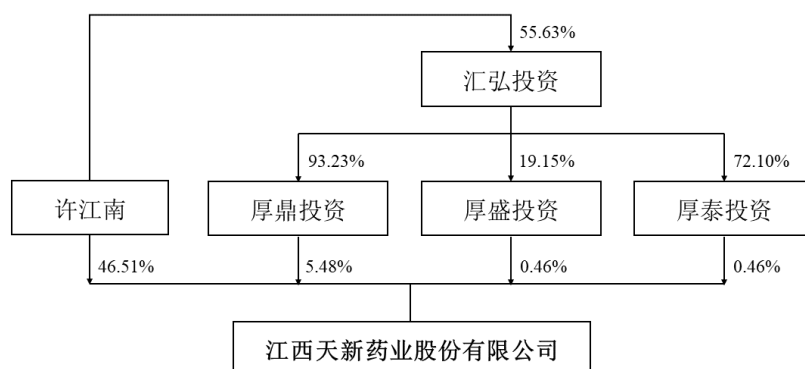 55.63%
汇弘投资
93.23%
19.15%
72.10%
许江南
厚鼎投资
厚盛投资
厚泰投资
46.51%
5.48%
0.46%
0.46%
江西天新药业股份有限公司